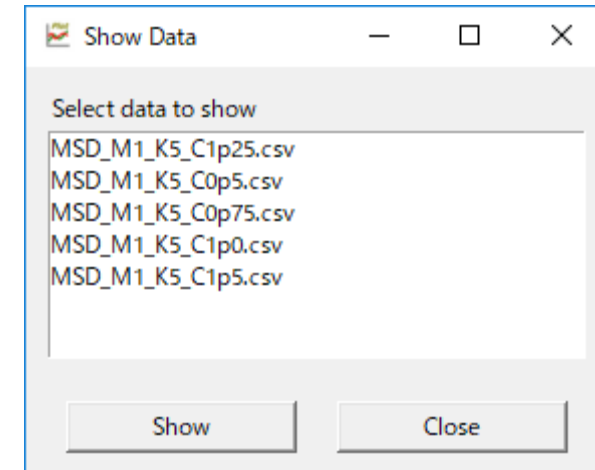 Show Data
Select data to show
MSD_M1_K5_C1p25.csv
MSD_M1_K5_C0p5.csv
MSD_M1_K5_C0p75.csv
MSD_M1_K5_C1p0.csv
MSD_M1_K5_C1p5.csv
Show Close